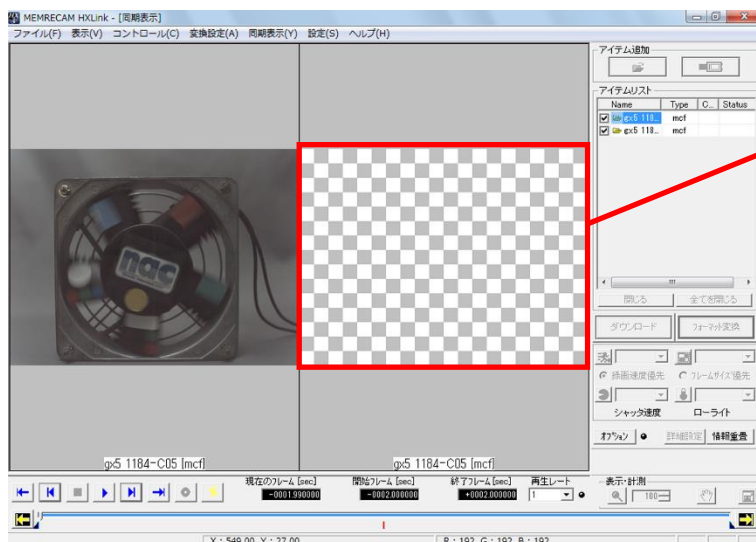 MEMRECAM HXLink - [同期表示]
ファイル(F) 表示(V) コントロール(C) 変換設定(A) 同期表示(Y) 設定(S) ヘルプ(H)
アイテム追加
アイテムリスト
Name Type C... Status
gx5 118... mcf
gx5 118... mcf
nac
閉じる 全てを閉じる
ダウンロード フォーマット変換
録画速度優先 フレームサイズ優先
シャッタ速度 ローライト
オプション 詳細設定 情報重畳
gx5 1184-C05 [mcf] gx5 1184-C05 [mcf]
現在のフレーム [sec] 開始フレーム [sec] 終了フレーム [sec] 再生レート
-0001.990000 -0002.000000 +0002.000000 1
表示・計測
100
X : 549.00 Y : 27.00 R : 192 G : 192 B : 192